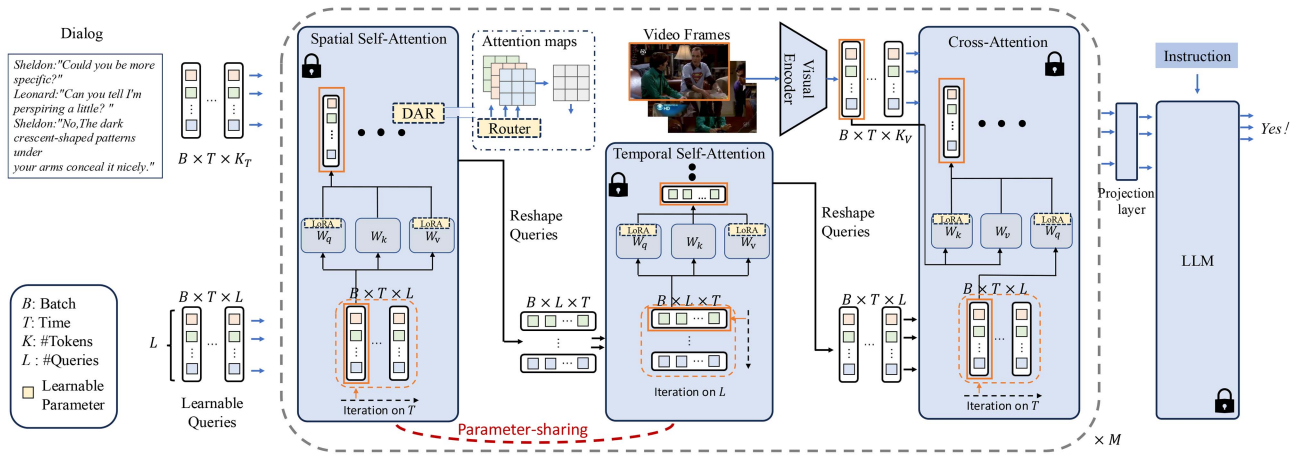 Dialog
Sheldon:"Could you be more
specific?"
Leonard:"Can you tell I'm
perspiring a little? "
Sheldon:"No,The dark
crescent-shaped patterns
under
your arms conceal it nicely."
...
B × T × K_T
B: Batch
T: Time
K: #Tokens
L : #Queries
Learnable
Parameter
B × T × L
L
...
Learnable
Queries
Spatial Self-Attention
DAR
LoRA
W_q
W_k
LoRA
W_v
B × T × L
...
Iteration on T
Attention maps
Router
Reshape
Queries
B × L × T
Parameter-sharing
Video Frames
HD
Visual
Encoder
...
B × T × K_V
Temporal Self-Attention
LoRA
W_q
W_k
LoRA
W_v
B × L × T
Iteration on L
Reshape
Queries
B × T × L
...
Cross-Attention
LoRA
W_k
W_v
LoRA
W_q
B × T × L
...
Iteration on T
× M
Projection
layer
Instruction
LLM
Yes !